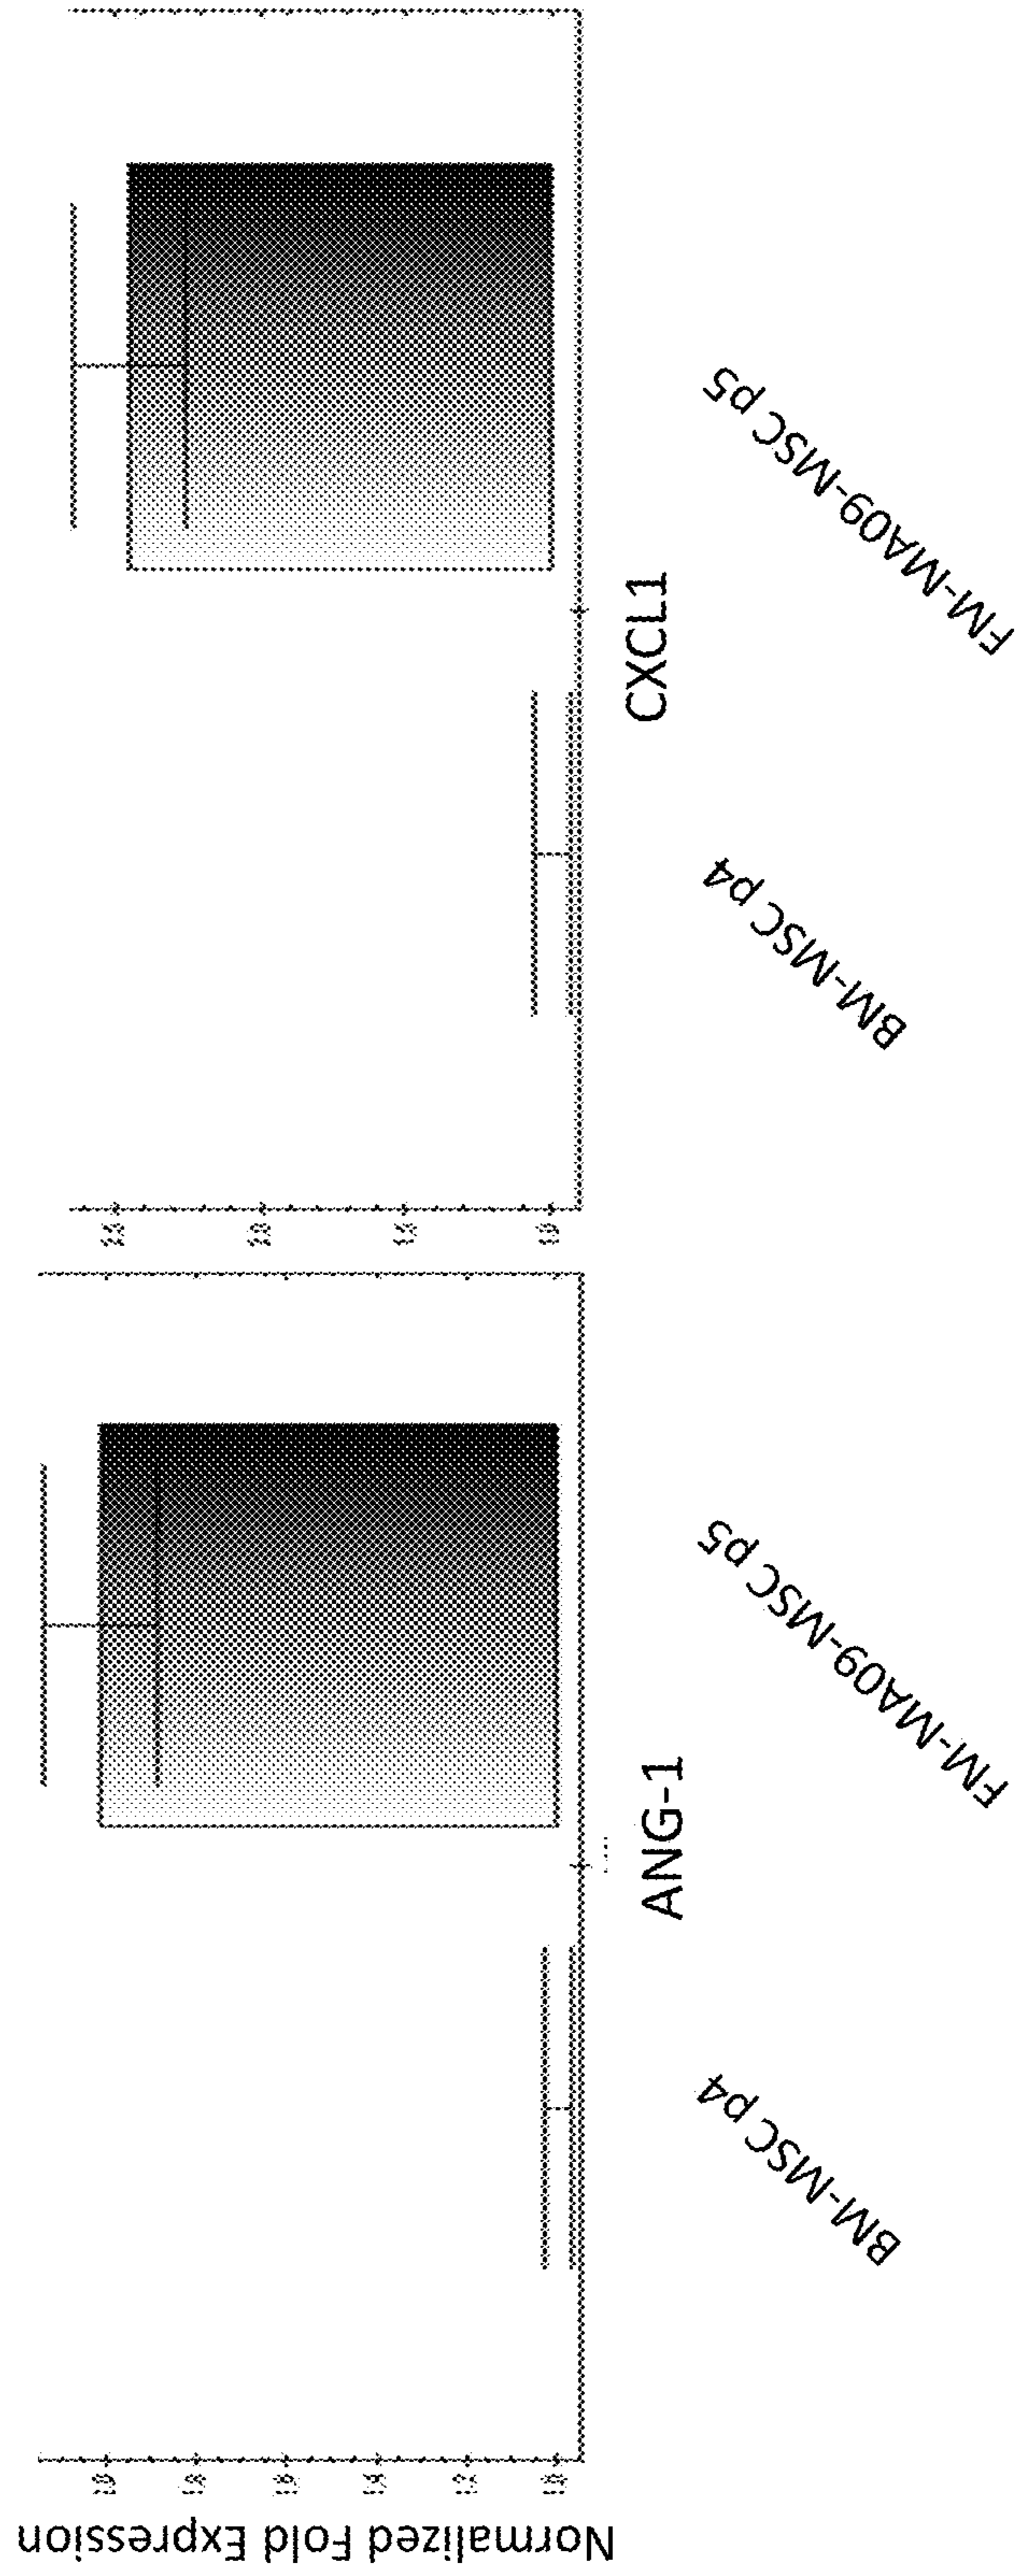 Normalized Fold Expression
ANG-1
BM-MSC p4
FM-MA09-MSC p5
CXCL1
BM-MSC p4
FM-MA09-MSC p5